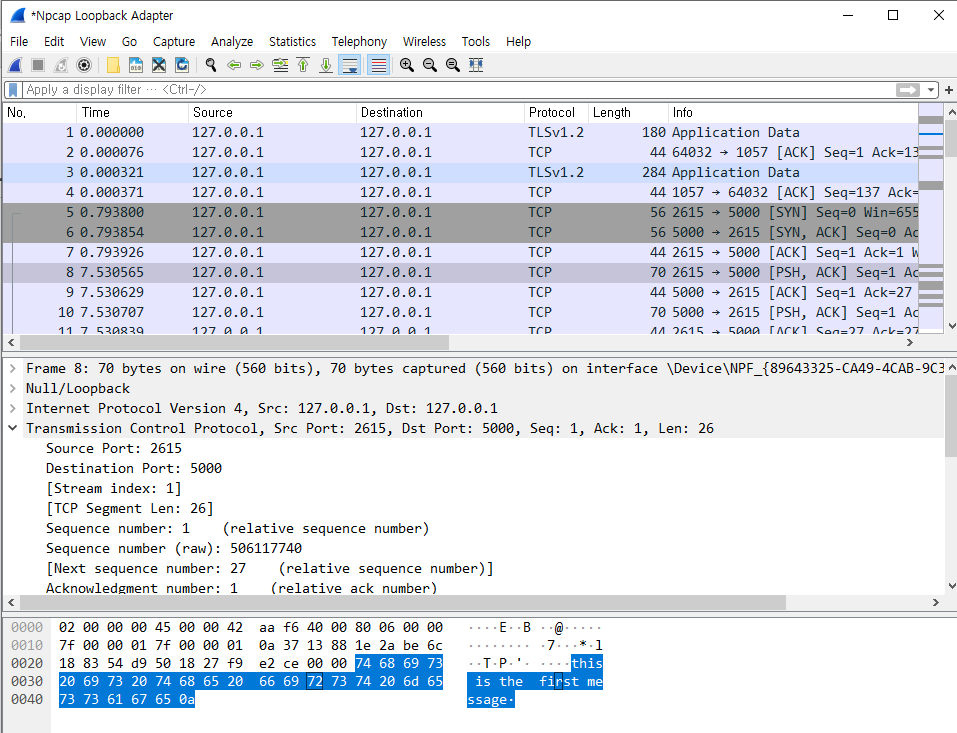 *Npcap Loopback Adapter
File Edit View Go Capture Analyze Statistics Telephony Wireless Tools Help
Apply a display filter ··· <Ctrl-/>
No. Time Source Destination Protocol Length Info
1 0.000000 127.0.0.1 127.0.0.1 TLSv1.2 180 Application Data
2 0.000076 127.0.0.1 127.0.0.1 TCP 44 64032 → 1057 [ACK] Seq=1 Ack=13
3 0.000321 127.0.0.1 127.0.0.1 TLSv1.2 284 Application Data
4 0.000371 127.0.0.1 127.0.0.1 TCP 44 1057 → 64032 [ACK] Seq=137 Ack=
5 0.793800 127.0.0.1 127.0.0.1 TCP 56 2615 → 5000 [SYN] Seq=0 Win=655
6 0.793854 127.0.0.1 127.0.0.1 TCP 56 5000 → 2615 [SYN, ACK] Seq=0 Ac
7 0.793926 127.0.0.1 127.0.0.1 TCP 44 2615 → 5000 [ACK] Seq=1 Ack=1 W
8 7.530565 127.0.0.1 127.0.0.1 TCP 70 2615 → 5000 [PSH, ACK] Seq=1 Ac
9 7.530629 127.0.0.1 127.0.0.1 TCP 44 5000 → 2615 [ACK] Seq=1 Ack=27
10 7.530707 127.0.0.1 127.0.0.1 TCP 70 5000 → 2615 [PSH, ACK] Seq=1 Ac
11 7.530839 127.0.0.1 127.0.0.1 TCP 44 2615 → 5000 [ACK] Seq=27 Ack=27
Frame 8: 70 bytes on wire (560 bits), 70 bytes captured (560 bits) on interface \Device\NPF_{89643325-CA49-4CAB-9C3
Null/Loopback
Internet Protocol Version 4, Src: 127.0.0.1, Dst: 127.0.0.1
Transmission Control Protocol, Src Port: 2615, Dst Port: 5000, Seq: 1, Ack: 1, Len: 26
Source Port: 2615
Destination Port: 5000
[Stream index: 1]
[TCP Segment Len: 26]
Sequence number: 1 (relative sequence number)
Sequence number (raw): 506117740
[Next sequence number: 27 (relative sequence number)]
Acknowledgment number: 1 (relative ack number)
0000 02 00 00 00 45 00 00 42 aa f6 40 00 80 06 00 00 ····E··B ··@·····
0010 7f 00 00 01 7f 00 00 01 0a 37 13 88 1e 2a be 6c ········ ·7···*·l
0020 18 83 54 d9 50 18 27 f9 e2 ce 00 00 74 68 69 73 ··T·P·'· ····this
0030 20 69 73 20 74 68 65 20 66 69 72 73 74 20 6d 65 is the first me
0040 73 73 61 67 65 0a ssage·